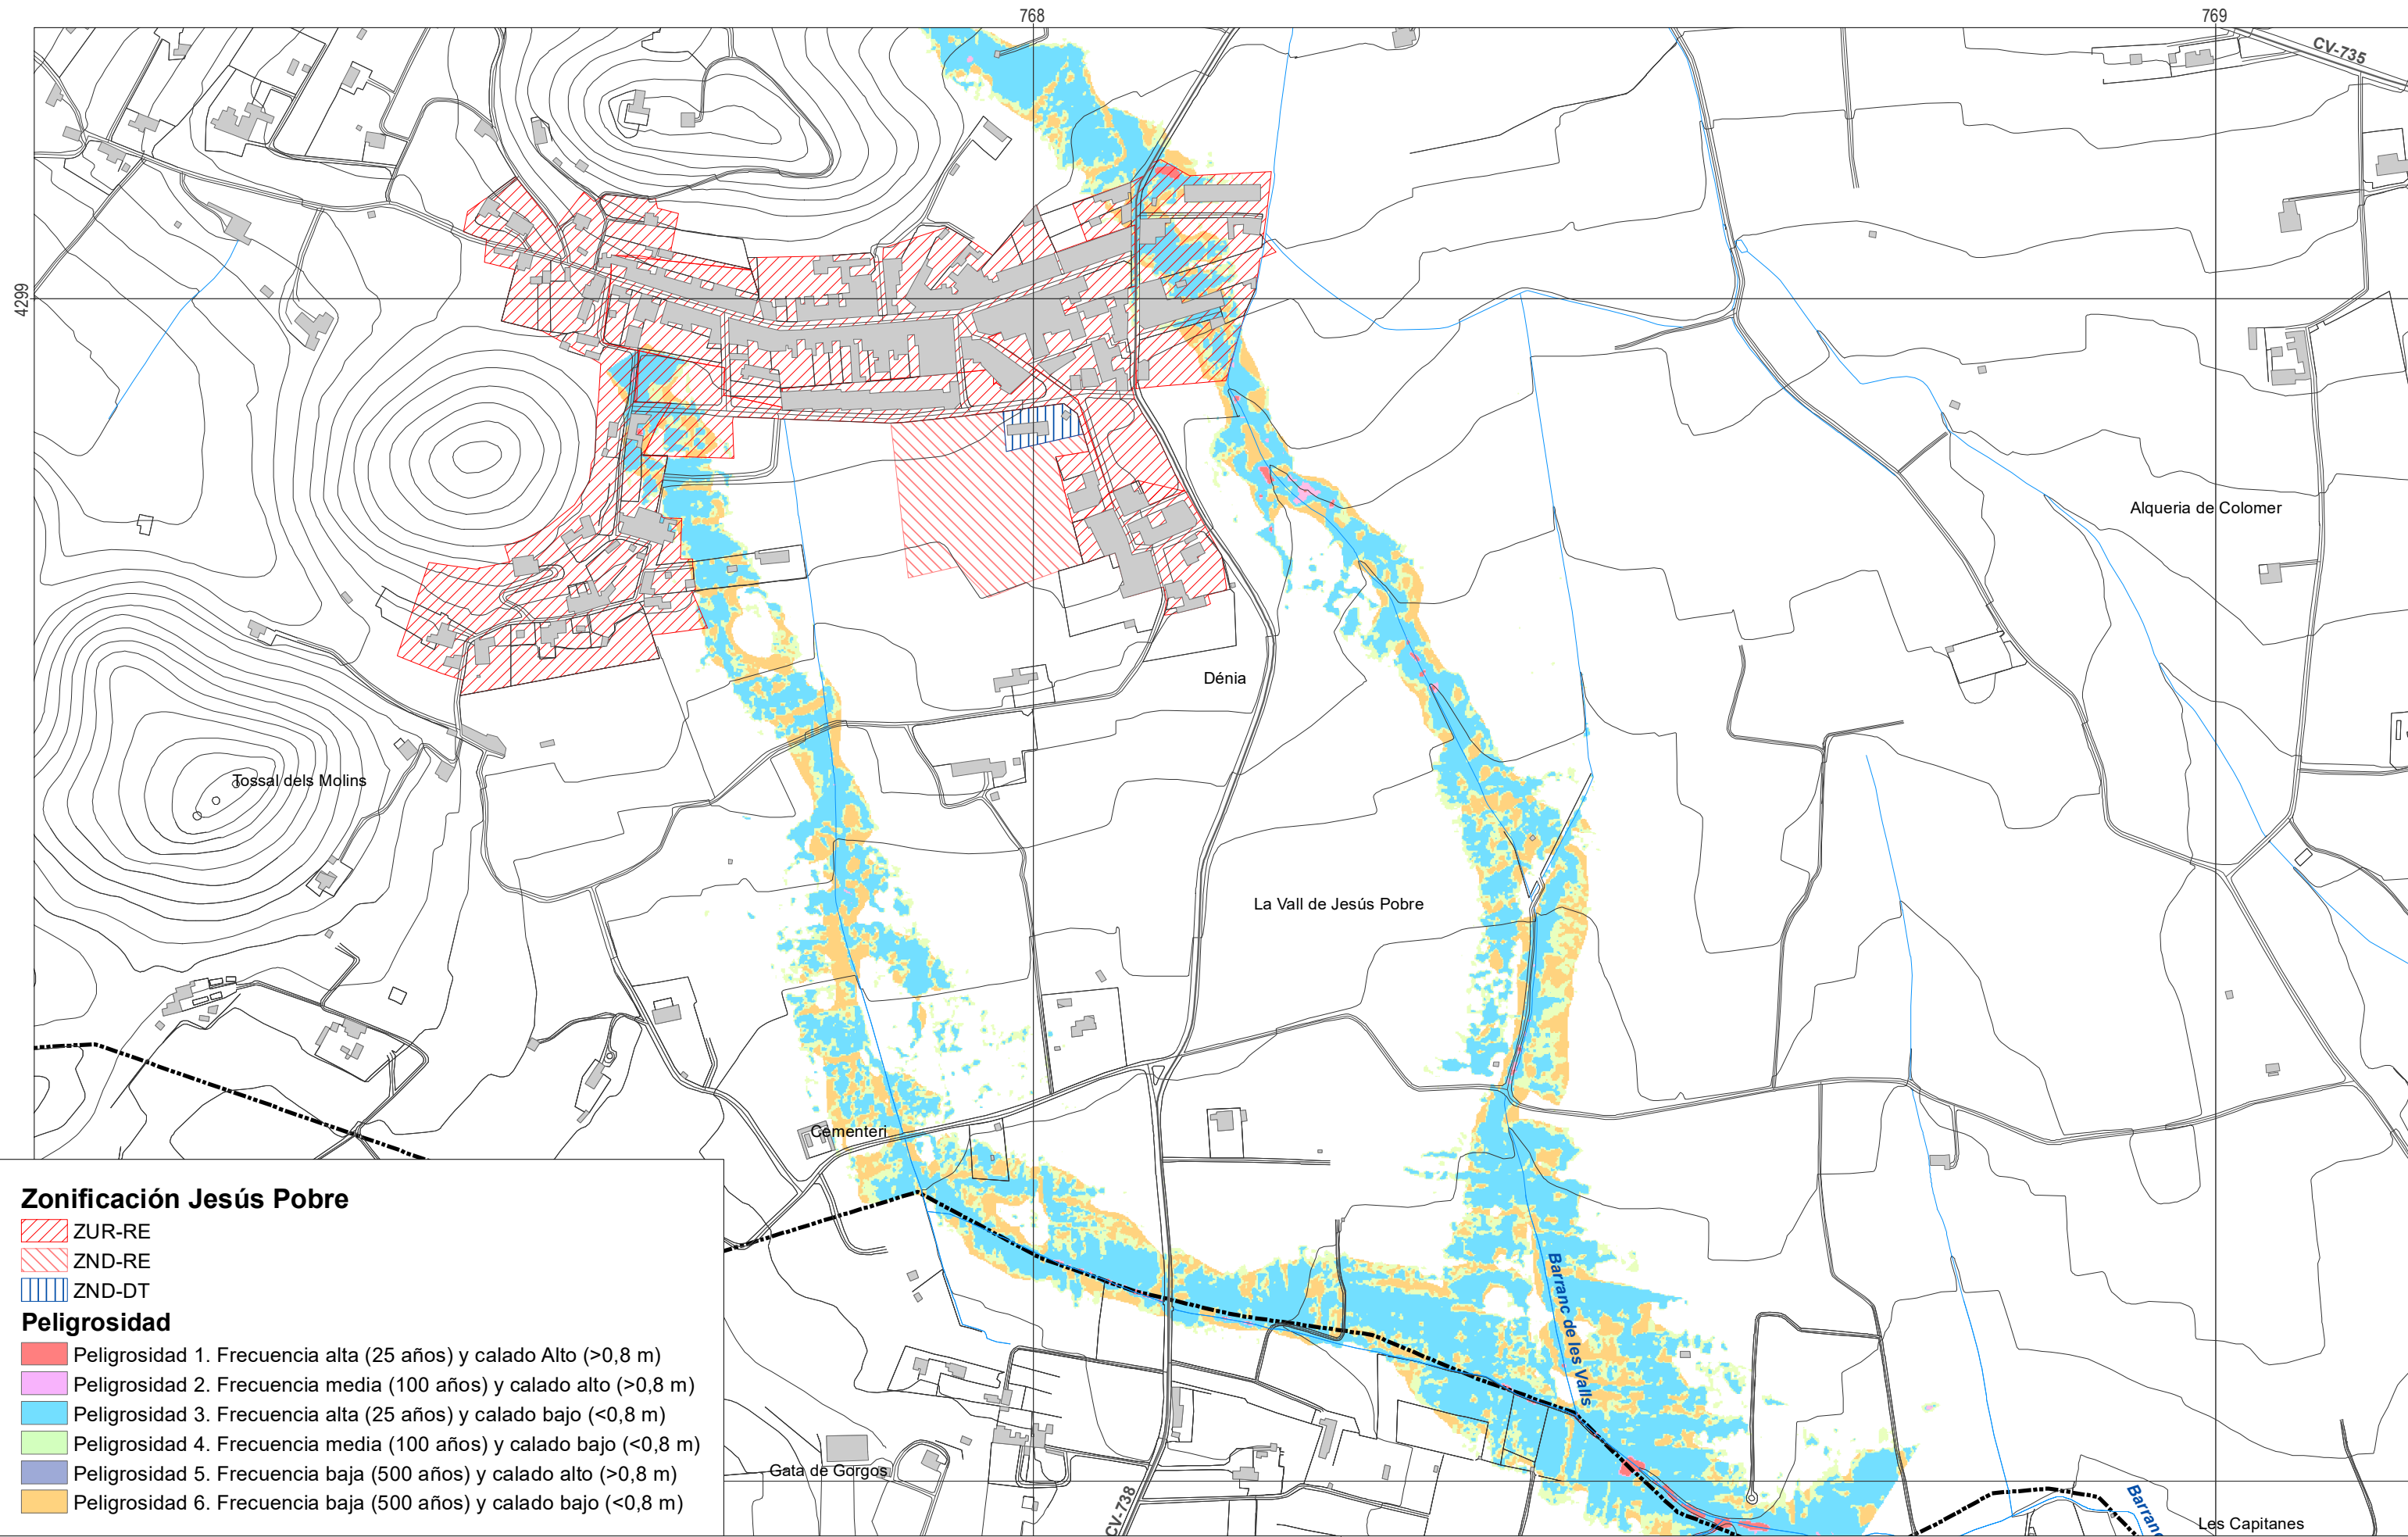 768
769
CV-735
4299
Alqueria de Colomer
Dénia
Tossal dels Molins
La Vall de Jesús Pobre
Cementeri
Barranc de les Valls
Gata de Gorgos
CV-738
Les Capitanes
Zonificación Jesús Pobre
ZUR-RE
ZND-RE
ZND-DT
Peligrosidad
Peligrosidad 1. Frecuencia alta (25 años) y calado Alto (>0,8 m)
Peligrosidad 2. Frecuencia media (100 años) y calado alto (>0,8 m)
Peligrosidad 3. Frecuencia alta (25 años) y calado bajo (<0,8 m)
Peligrosidad 4. Frecuencia media (100 años) y calado bajo (<0,8 m)
Peligrosidad 5. Frecuencia baja (500 años) y calado alto (>0,8 m)
Peligrosidad 6. Frecuencia baja (500 años) y calado bajo (<0,8 m)